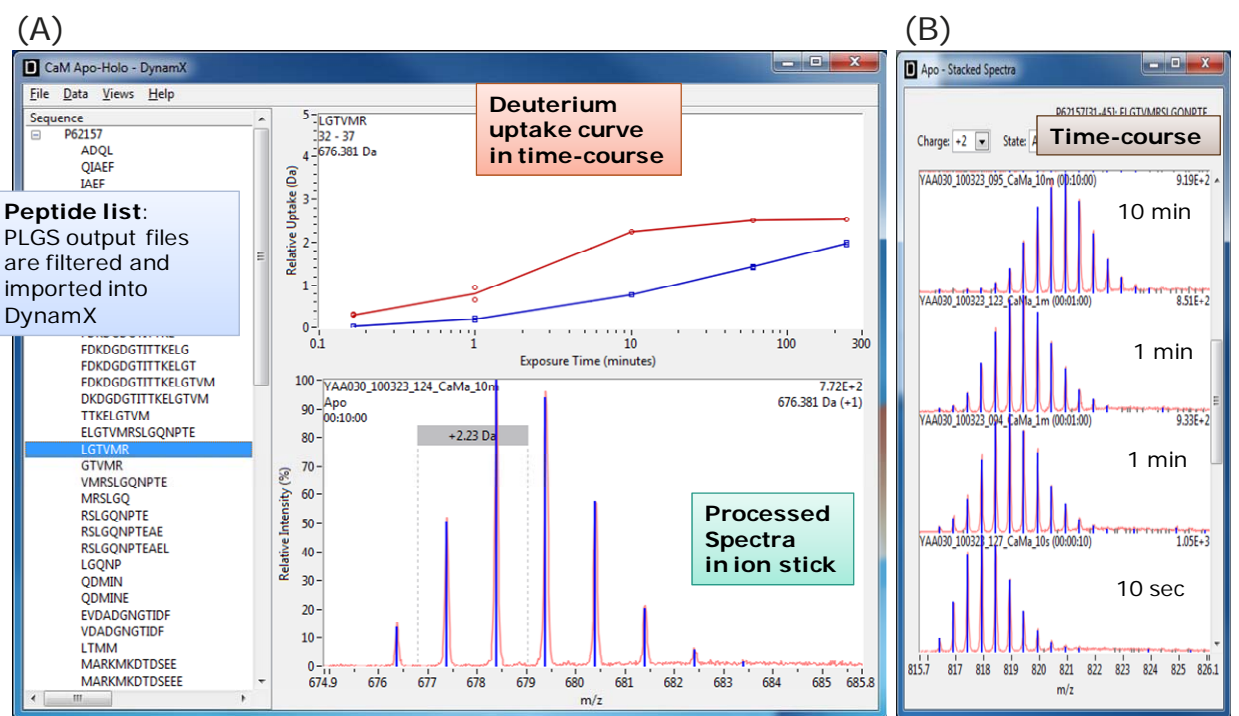 (A)
CaM Apo-Holo - DynamX
File Data Views Help
Sequence
P62157
ADQL
QIAEF
IAEF
Peptide list:
PLGS output files
are filtered and
imported into
DynamX
FDKDGDGTITTKELG
FDKDGDGTITTKELGT
FDKDGDGTITTKELGTVM
DKDGDGTITTKELGTVM
TTKELGTVM
ELGTVMRSLGQNPTE
LGTVMR
GTVMR
VMRSLGQNPTE
MRSLGQ
RSLGQNPTE
RSLGQNPTEAE
RSLGQNPTEAEL
LGQNP
QDMIN
QDMINE
EVDADGNGTIDF
VDADGNGTIDF
LTMM
MARKMKDTDSEE
MARKMKDTDSEEE
LGTVMR
32 - 37
676.381 Da
Deuterium
uptake curve
in time-course
Relative Uptake (Da)
5
4
3
2
1
0
0.1 1 10 100 300
Exposure Time (minutes)
YAA030_100323_124_CaMa_10m
Apo
00:10:00
7.72E+2
676.381 Da (+1)
+2.23 Da
Processed
Spectra
in ion stick
Relative Intensity (%)
100
90
80
70
60
50
40
30
20
10
0
674.9 676 677 678 679 680 681 682 683 684 685 685.8
m/z
(B)
Apo - Stacked Spectra
P62157[31-45]: ELGTVMRSLGQNPTE
Charge: +2 State: A
Time-course
YAA030_100323_095_CaMa_10m (00:10:00) 9.19E+2
10 min
YAA030_100323_123_CaMa_1m (00:01:00) 8.51E+2
1 min
YAA030_100323_094_CaMa_1m (00:01:00) 9.33E+2
1 min
YAA030_100323_127_CaMa_10s (00:00:10) 1.05E+3
10 sec
815.7 817 818 819 820 821 822 823 824 825 826.1
m/z